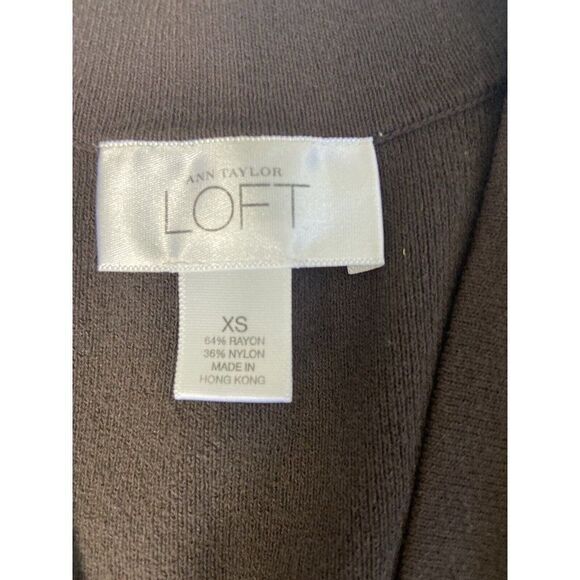 ANN TAYLOR
LOFT
XS
64% RAYON
36% NYLON
MADE IN
HONG KONG